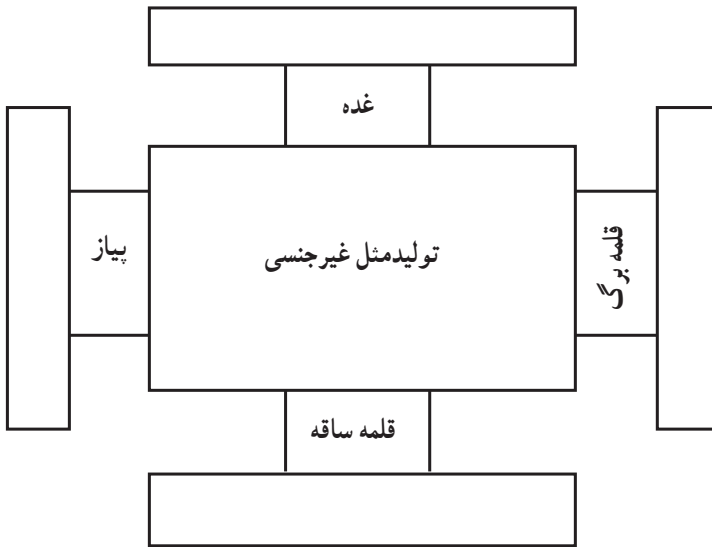 غده
قلمه برگ
تولیدمثل غیرجنسی
پیاز
قلمه ساقه